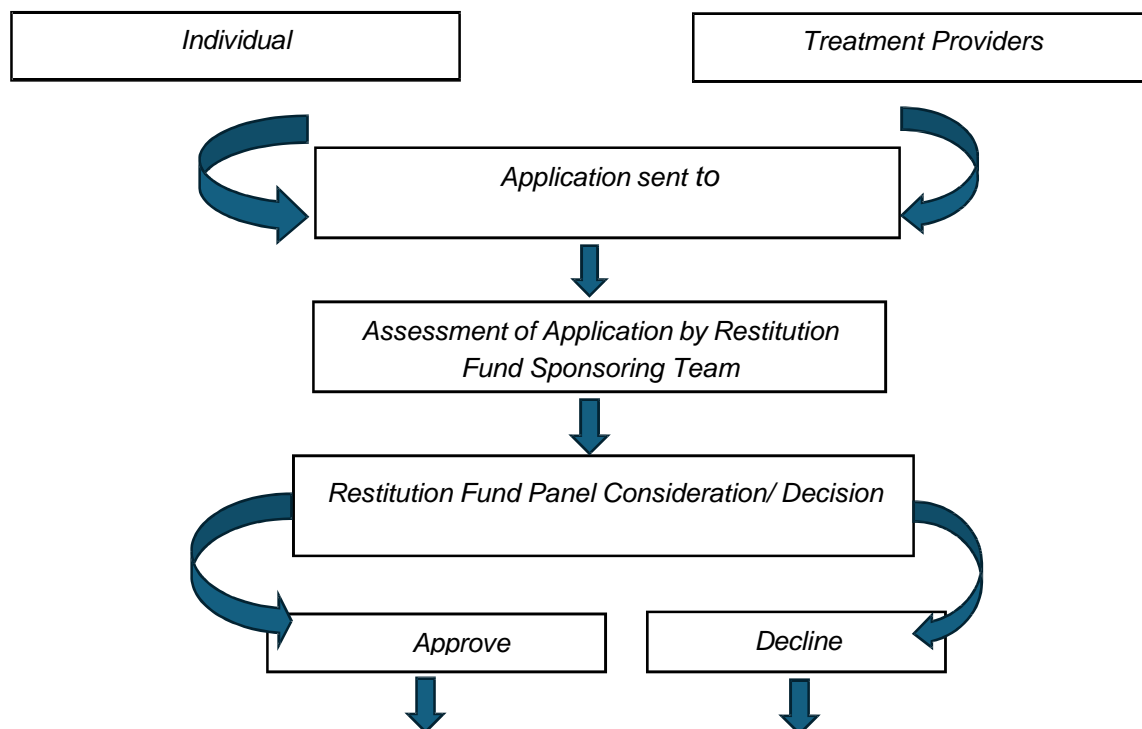 Individual
Treatment Providers
Application sent to
Assessment of Application by Restitution
Fund Sponsoring Team
Restitution Fund Panel Consideration/ Decision
Approve
Decline